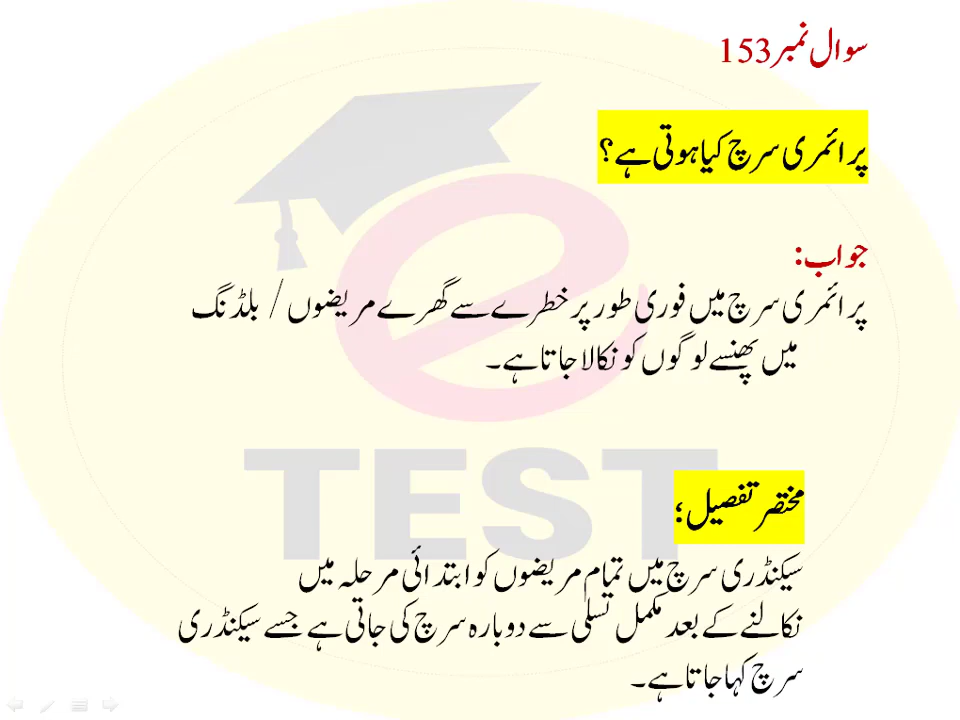 سوال نمبر 153
پرائمری سرچ کیا ہوتی ہے؟
جواب:
پرائمری سرچ میں فوری طور پر خطرے سے گھرے مریضوں / بلڈنگ
میں پھنسے لوگوں کو نکالا جاتا ہے۔
مختصر تفصیل؛
سیکنڈری سرچ میں تمام مریضوں کو ابتدائی مرحلہ میں
نکالنے کے بعد مکمل تسلی سے دوبارہ سرچ کی جاتی ہے جسے سیکنڈری
سرچ کہا جاتا ہے۔
e
TEST